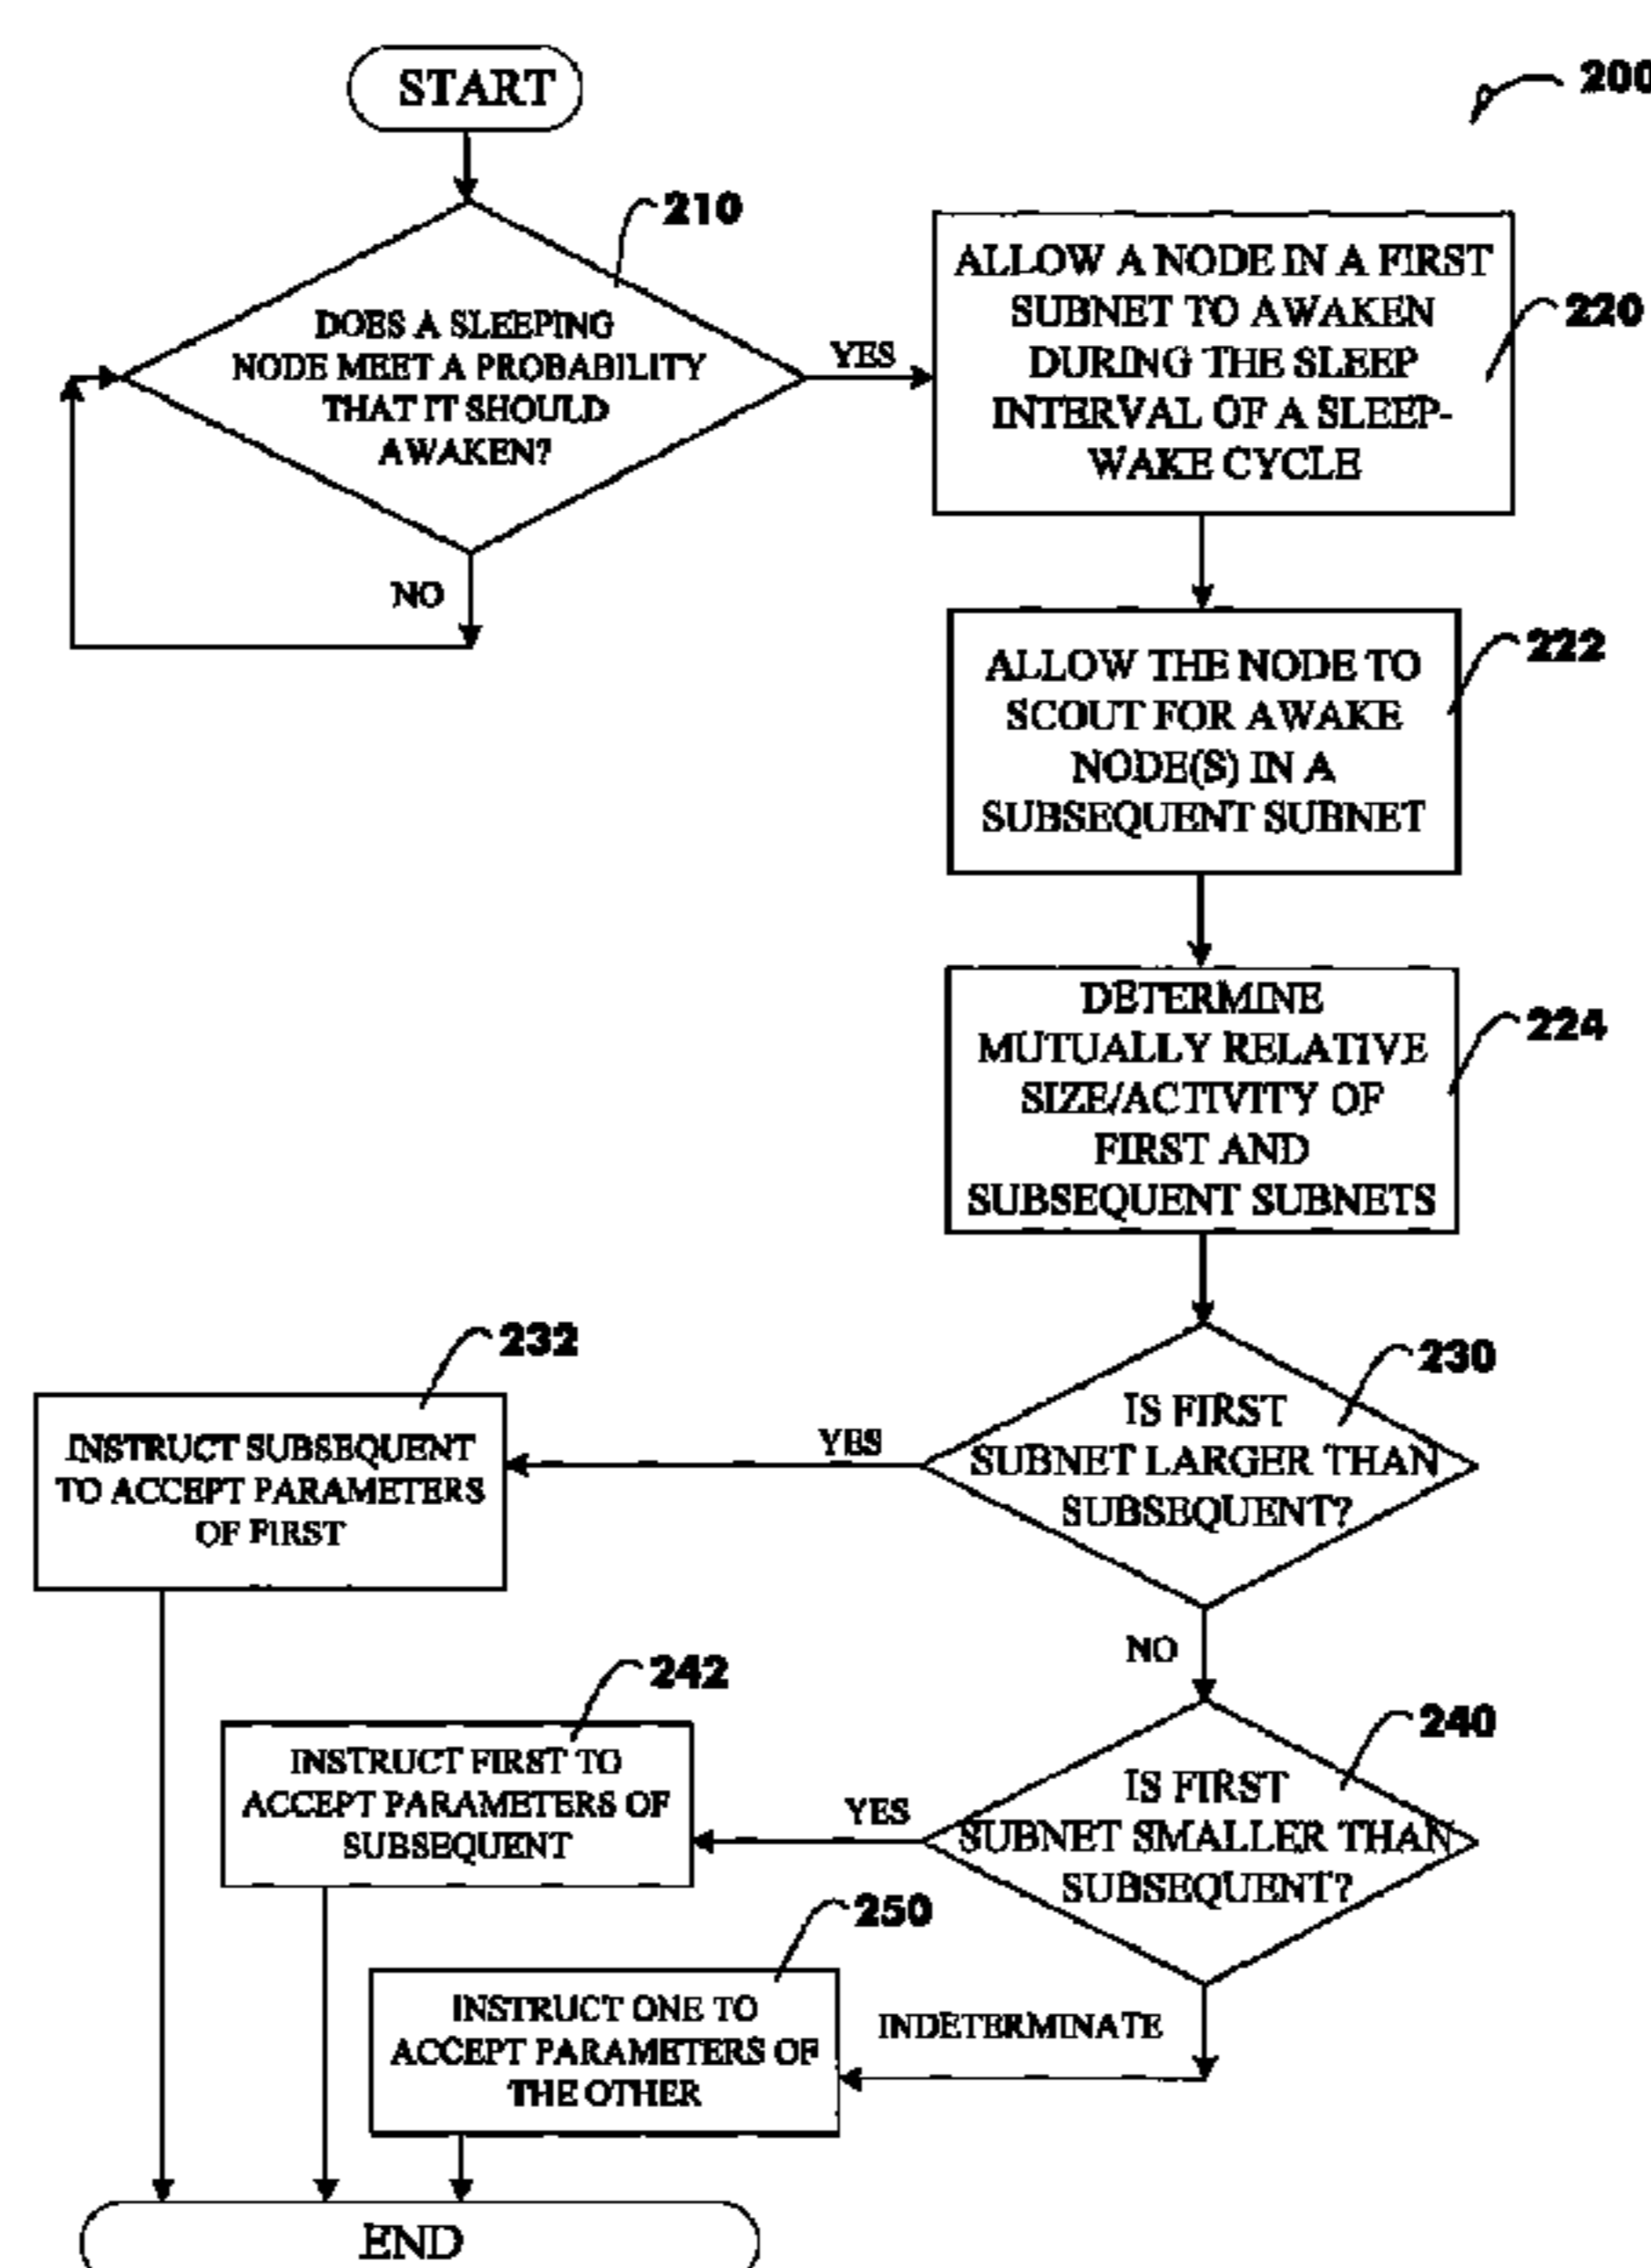 START
200
210
DOES A SLEEPING
NODE MEET A PROBABILITY
THAT IT SHOULD
AWAKEN?
YES
NO
ALLOW A NODE IN A FIRST
SUBNET TO AWAKEN
DURING THE SLEEP
INTERVAL OF A SLEEP-
WAKE CYCLE
220
ALLOW THE NODE TO
SCOUT FOR AWAKE
NODE(S) IN A
SUBSEQUENT SUBNET
222
DETERMINE
MUTUALLY RELATIVE
SIZE/ACTIVITY OF
FIRST AND
SUBSEQUENT SUBNETS
224
230
IS FIRST
SUBNET LARGER THAN
SUBSEQUENT?
YES
232
INSTRUCT SUBSEQUENT
TO ACCEPT PARAMETERS
OF FIRST
NO
240
IS FIRST
SUBNET SMALLER THAN
SUBSEQUENT?
YES
242
INSTRUCT FIRST TO
ACCEPT PARAMETERS OF
SUBSEQUENT
INDETERMINATE
250
INSTRUCT ONE TO
ACCEPT PARAMETERS OF
THE OTHER
END